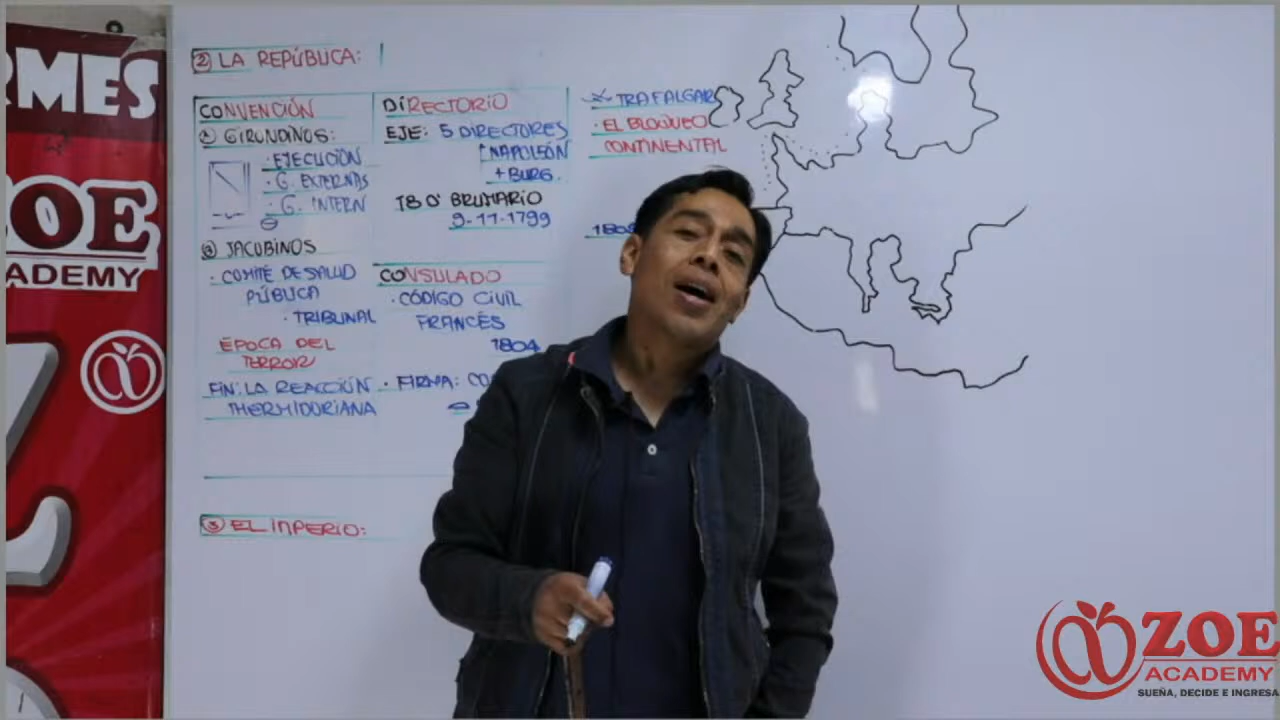 RMES
ZOE
ACADEMY
② LA REPÚBLICA:
CONVENCIÓN
① GIRONDINOS:
· EJECUCIÓN
· G. EXTERNAS
· G. INTERN
② JACOBINOS
· COMITÉ DE SALUD
PÚBLICA
· TRIBUNAL
ÉPOCA DEL
TERROR
FIN: LA REACCIÓN
THERMIDORIANA
DIRECTORIO
EJE: 5 DIRECTORES
NAPOLEÓN
+ BURG.
18 O' BRUMARIO
9-11-1799
CONSULADO
· CÓDIGO CIVIL
FRANCÉS
1804
· FIRMA: CO
TRAFALGAR
· EL BLOQUEO
CONTINENTAL
③ EL IMPERIO:
ZOE
ACADEMY
SUEÑA, DECIDE E INGRESA